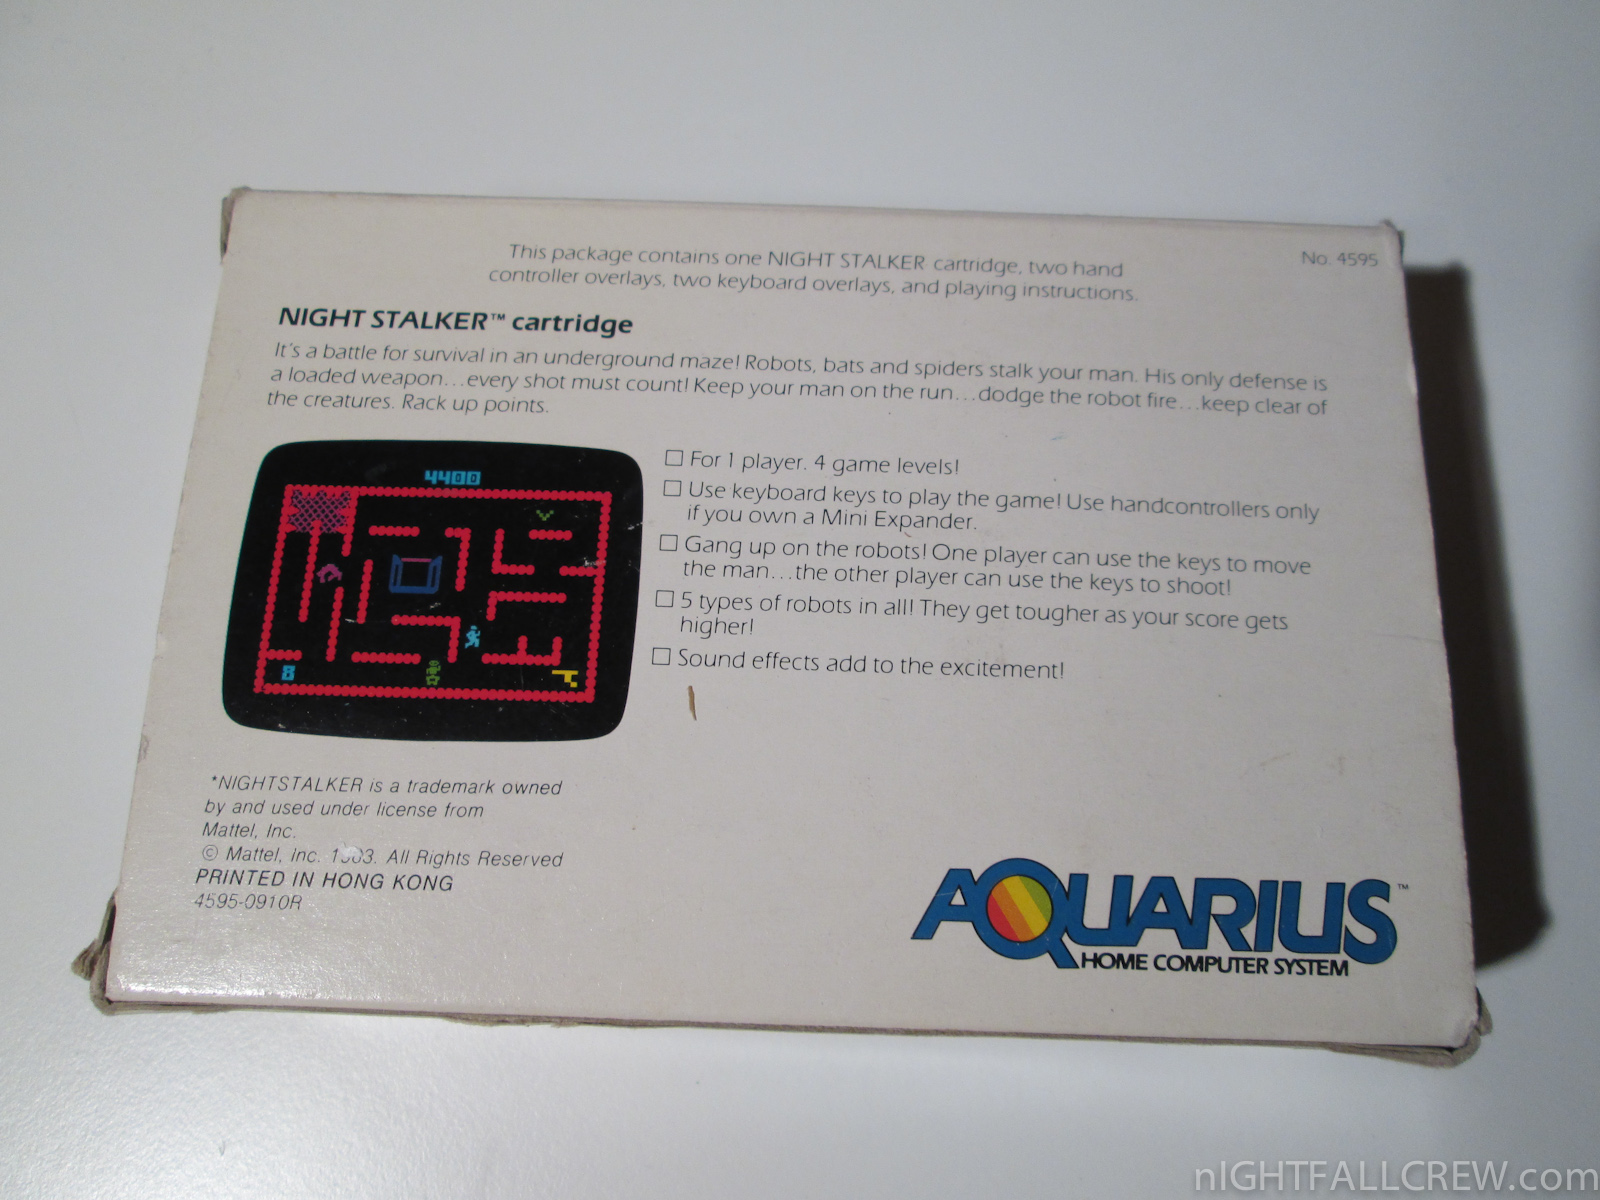 This package contains one NIGHT STALKER cartridge, two hand
controller overlays, two keyboard overlays, and playing instructions.
No. 4595
NIGHT STALKER™ cartridge
It's a battle for survival in an underground maze! Robots, bats and spiders stalk your man. His only defense is
a loaded weapon...every shot must count! Keep your man on the run...dodge the robot fire...keep clear of
the creatures. Rack up points.
4400
8
☐ For 1 player. 4 game levels!
☐ Use keyboard keys to play the game! Use handcontrollers only
if you own a Mini Expander.
☐ Gang up on the robots! One player can use the keys to move
the man...the other player can use the keys to shoot!
☐ 5 types of robots in all! They get tougher as your score gets
higher!
☐ Sound effects add to the excitement!
*NIGHTSTALKER is a trademark owned
by and used under license from
Mattel, Inc.
© Mattel, Inc. All Rights Reserved
PRINTED IN HONG KONG
4595-0910R
AQUARIUS™
HOME COMPUTER SYSTEM
nIGHTFALLCREW.com